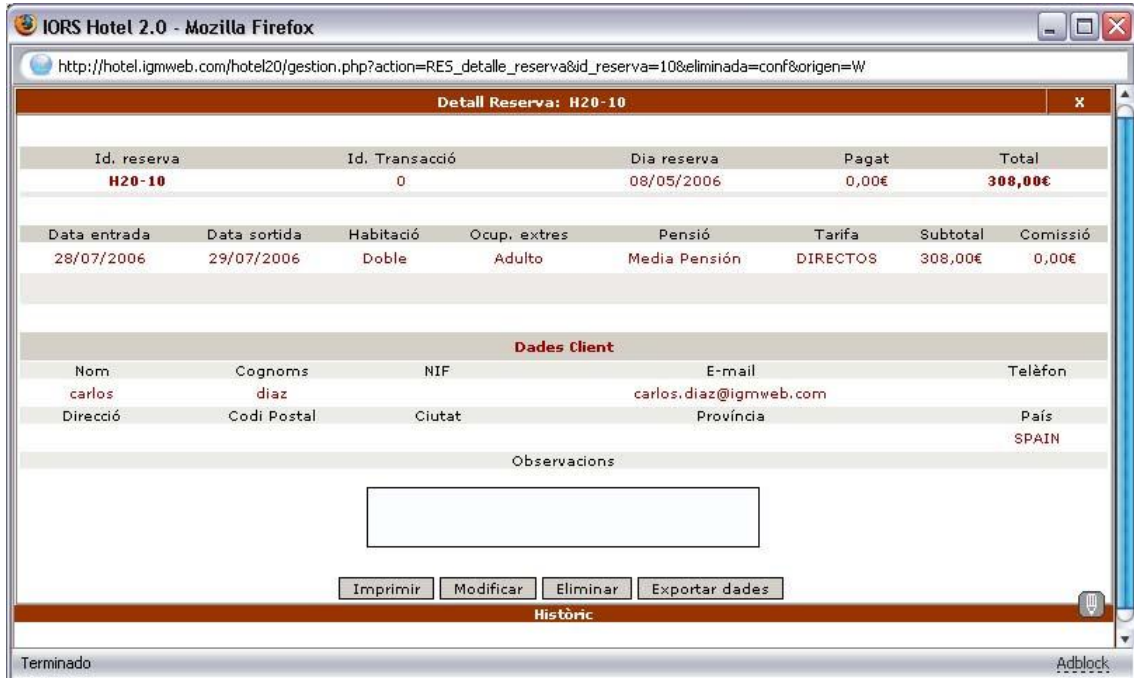 IORS Hotel 2.0 - Mozilla Firefox
http://hotel.igmweb.com/hotel20/gestion.php?action=RES_detalle_reserva&id_reserva=10&eliminada=conf&origen=W
Detall Reserva: H20-10 X
Id. reserva Id. Transacció Dia reserva Pagat Total
H20-10 0 08/05/2006 0,00€ 308,00€
Data entrada Data sortida Habitació Ocup. extres Pensió Tarifa Subtotal Comissió
28/07/2006 29/07/2006 Doble Adulto Media Pensión DIRECTOS 308,00€ 0,00€
Dades Client
Nom Cognoms NIF E-mail Telèfon
carlos diaz carlos.diaz@igmweb.com
Direcció Codi Postal Ciutat Província País
SPAIN
Observacions
Imprimir Modificar Eliminar Exportar dades
Històric
Terminado Adblock